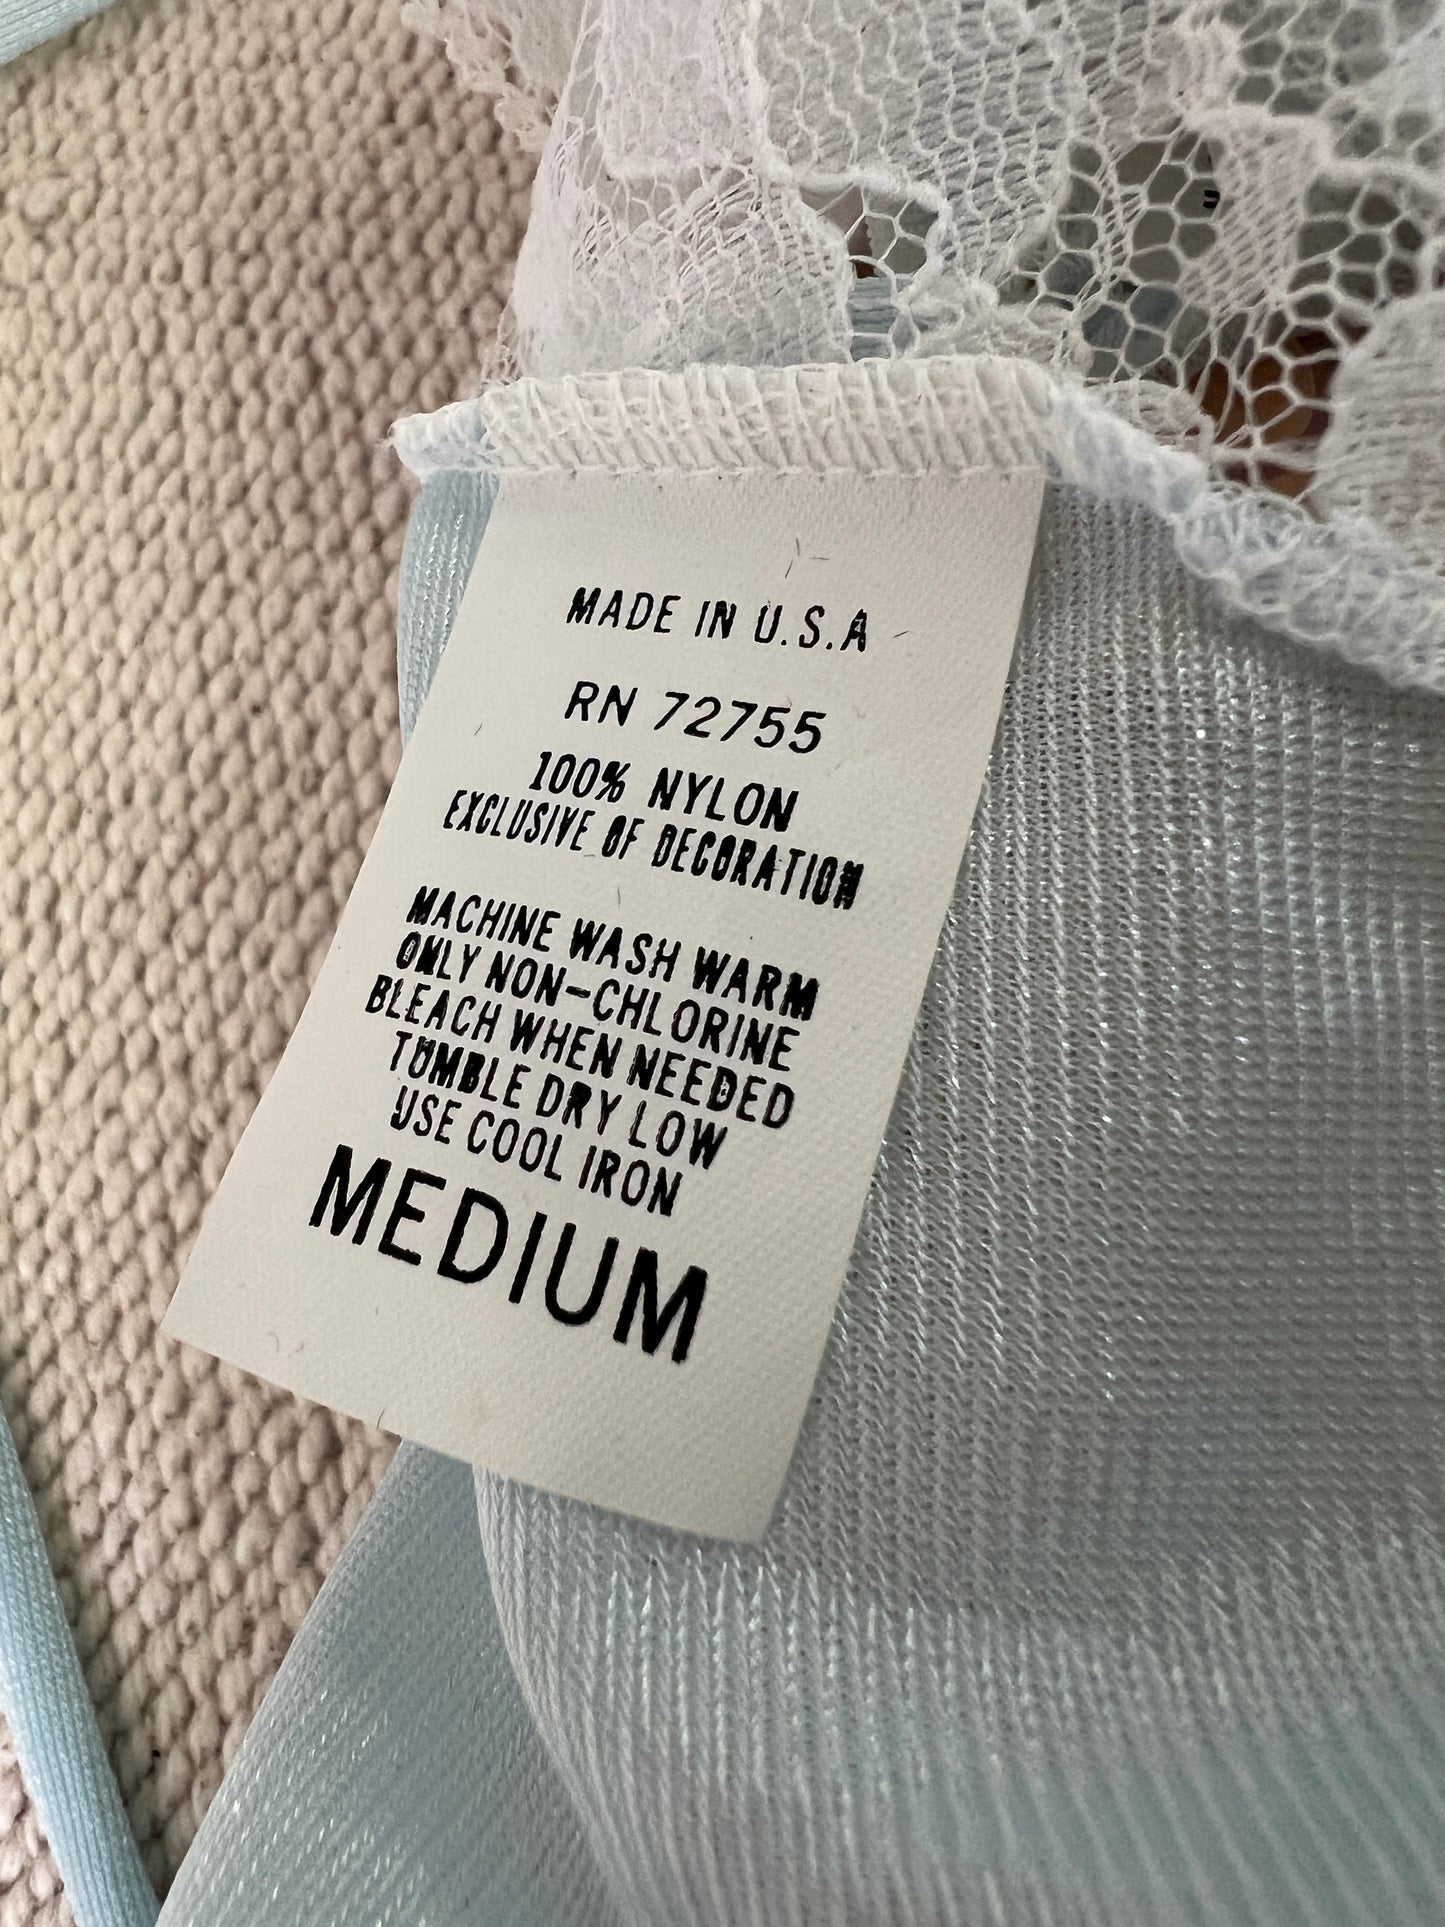 MADE IN U.S.A
RN 72755
100% NYLON
EXCLUSIVE OF DECORATION
MACHINE WASH WARM
ONLY NON-CHLORINE
BLEACH WHEN NEEDED
TUMBLE DRY LOW
USE COOL IRON
MEDIUM